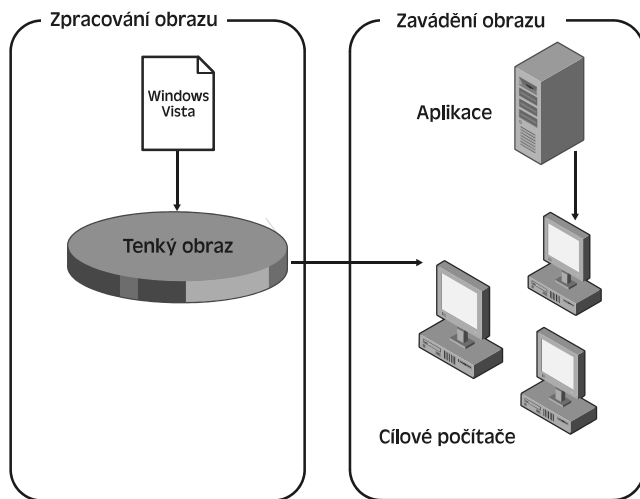 Zpracování obrazu
Windows
Vista
Tenký obraz
Zavádění obrazu
Aplikace
Cílové počítače